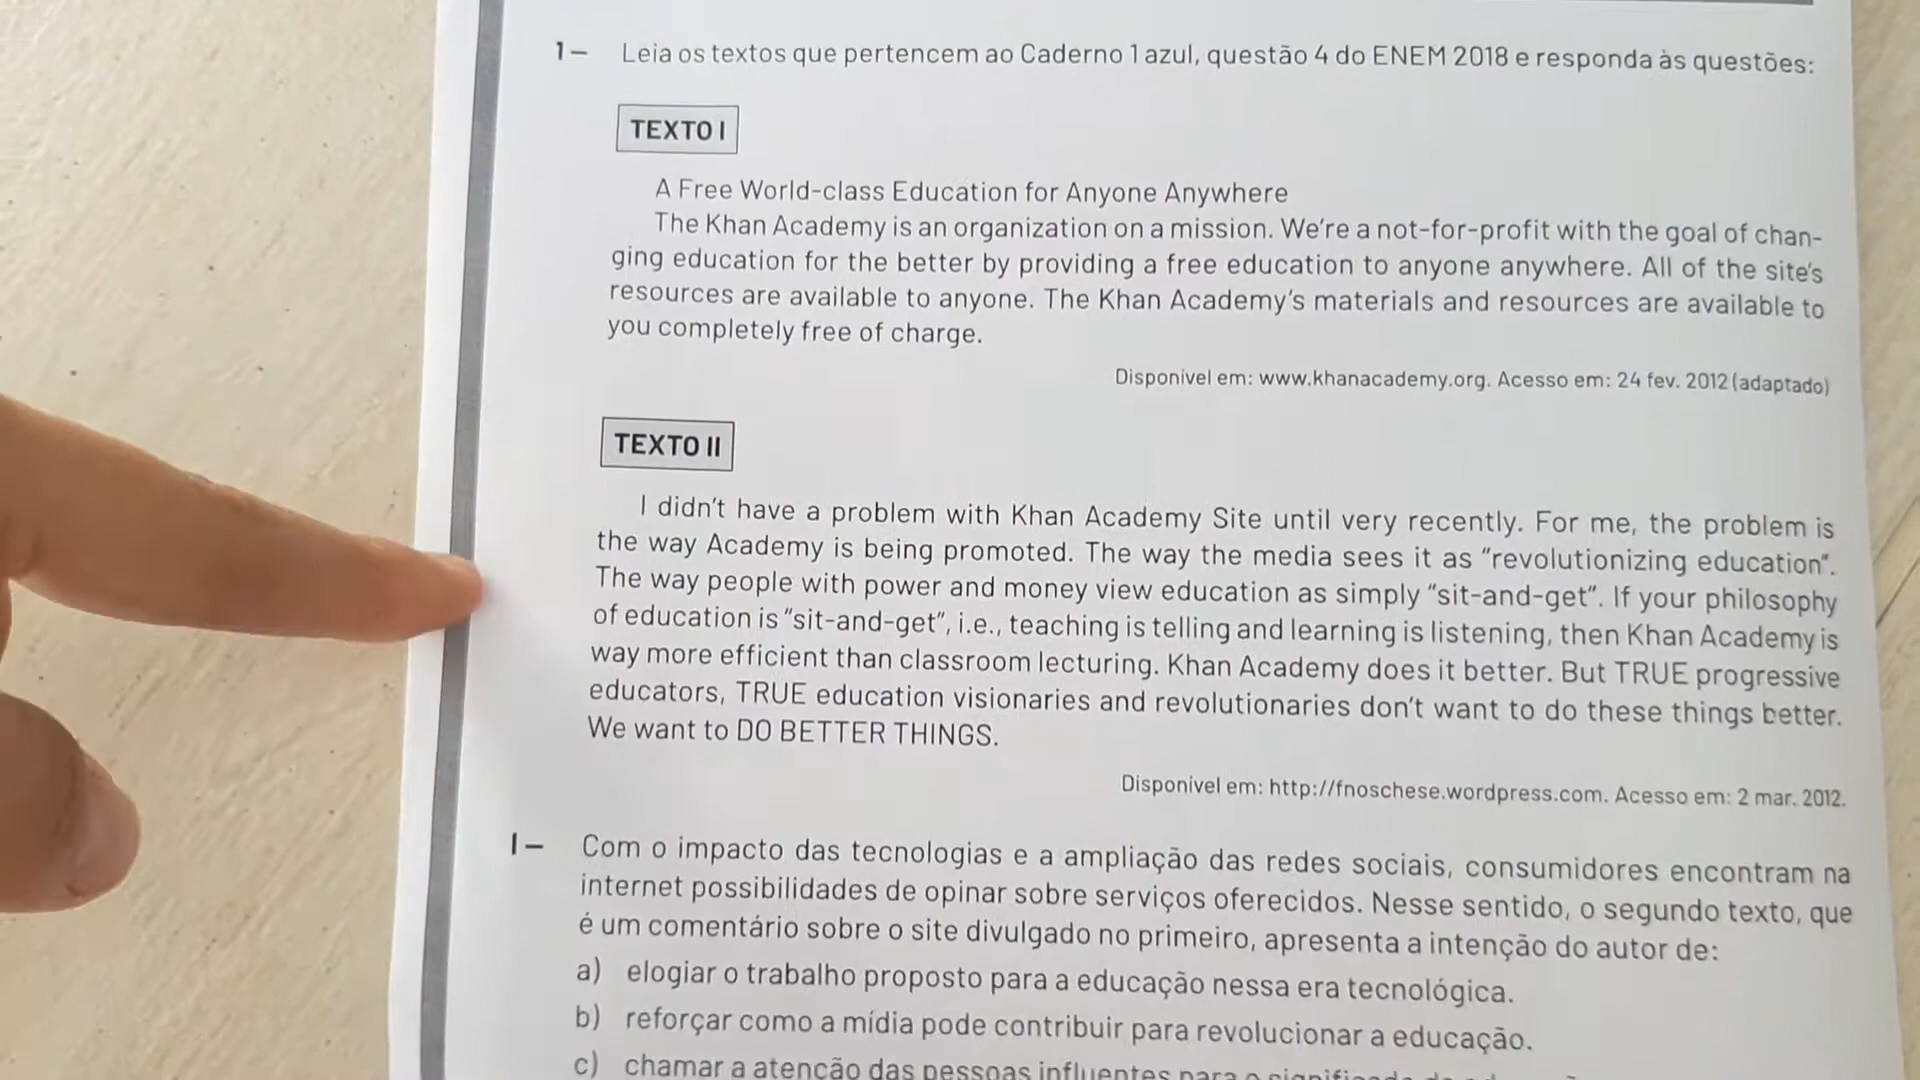 1 – Leia os textos que pertencem ao Caderno 1 azul, questão 4 do ENEM 2018 e responda às questões:
TEXTO I
A Free World-class Education for Anyone Anywhere
The Khan Academy is an organization on a mission. We're a not-for-profit with the goal of chan-
ging education for the better by providing a free education to anyone anywhere. All of the site's
resources are available to anyone. The Khan Academy's materials and resources are available to
you completely free of charge.
Disponível em: www.khanacademy.org. Acesso em: 24 fev. 2012 (adaptado)
TEXTO II
I didn't have a problem with Khan Academy Site until very recently. For me, the problem is
the way Academy is being promoted. The way the media sees it as "revolutionizing education".
The way people with power and money view education as simply "sit-and-get". If your philosophy
of education is "sit-and-get", i.e., teaching is telling and learning is listening, then Khan Academy is
way more efficient than classroom lecturing. Khan Academy does it better. But TRUE progressive
educators, TRUE education visionaries and revolutionaries don't want to do these things better.
We want to DO BETTER THINGS.
Disponível em: http://fnoschese.wordpress.com. Acesso em: 2 mar. 2012.
I – Com o impacto das tecnologias e a ampliação das redes sociais, consumidores encontram na
internet possibilidades de opinar sobre serviços oferecidos. Nesse sentido, o segundo texto, que
é um comentário sobre o site divulgado no primeiro, apresenta a intenção do autor de:
a) elogiar o trabalho proposto para a educação nessa era tecnológica.
b) reforçar como a mídia pode contribuir para revolucionar a educação.
c) chamar a atenção das pessoas influentes para o